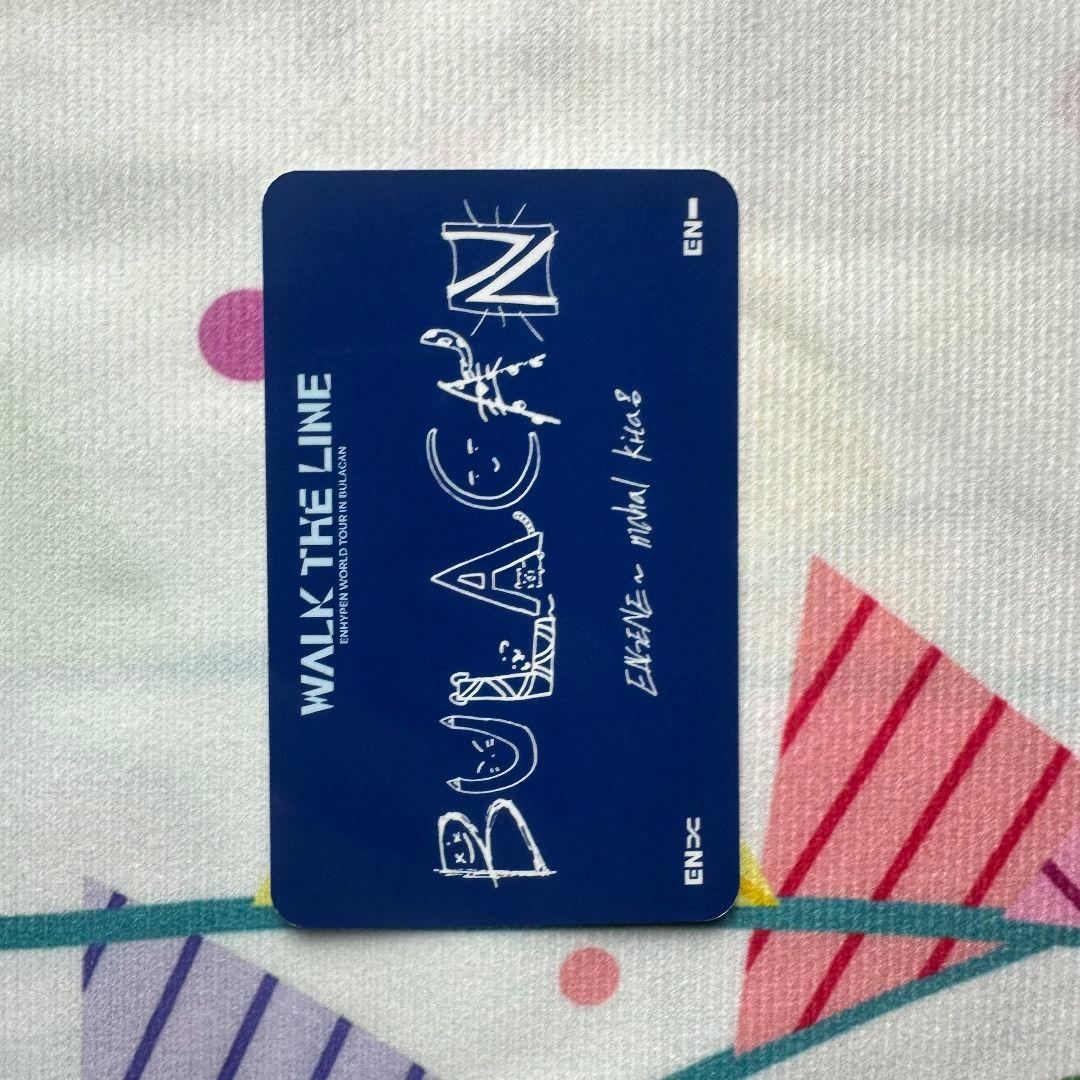 WALK THE LINE
ENHYPEN WORLD TOUR IN BULACAN
BULACAN
ENGENE~ mahal kita!
EN- EN-